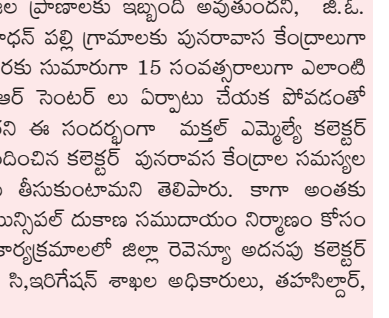 ల ప్రాణాలకు ఇబ్బంది అవుతుందని, జి.ఓ.
ాధన్ పల్లి గ్రామాలకు పునరావాస కేంద్రాలుగా
రకు సుమారుగా 15 సంవత్సరాలుగా ఎలాంటి
ఆర్ సెంటర్ లు ఏర్పాటు చేయక పోవడంతో
ని ఈ సందర్భంగా మక్తల్ ఎమ్మెల్యే కలెక్టర్
దించిన కలెక్టర్ పునరావస కేంద్రాల సమస్యల
తీసుకుంటామని తెలిపారు. కాగా అంతకు
యున్సిపల్ దుకాణ సముదాయం నిర్మాణం కోసం
కార్యక్రమాలలో జిల్లా రెవెన్యూ అదనపు కలెక్టర్
సి,ఇరిగేషన్ శాఖల అధికారులు, తహసిల్దార్,